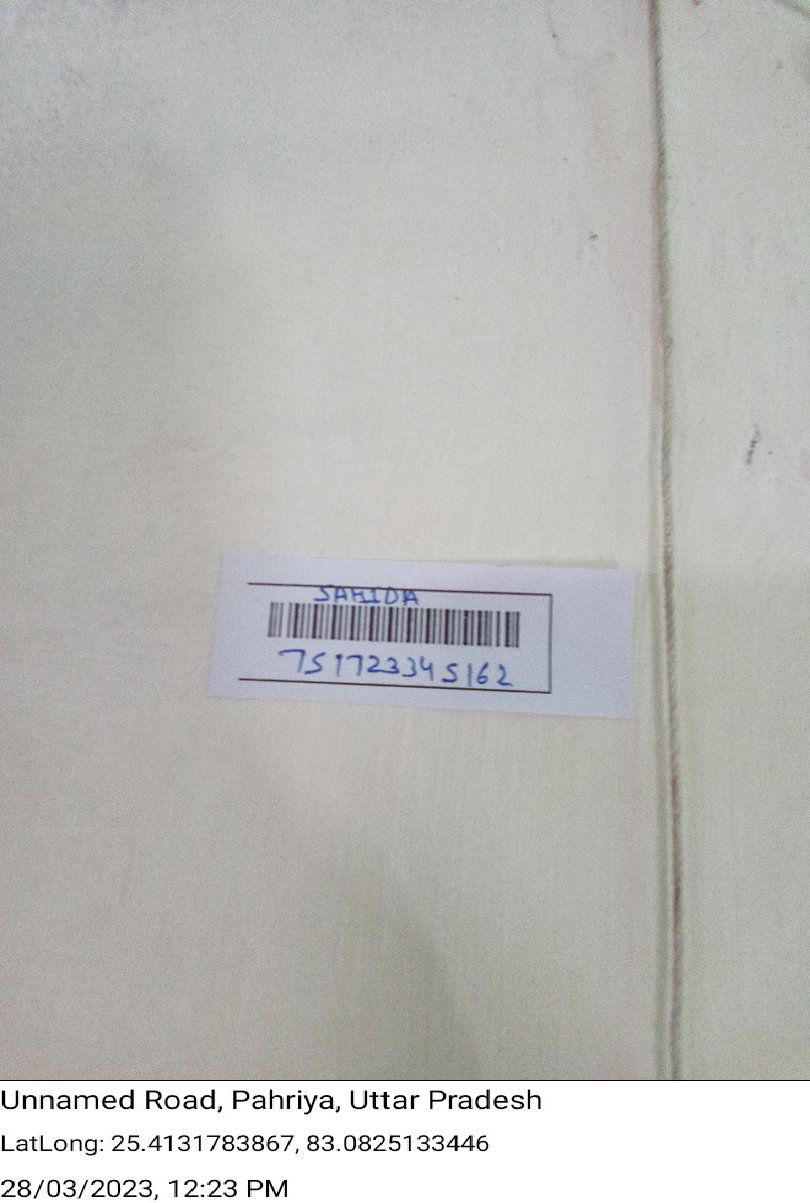 SAHIDA
751723345162
Unnamed Road, Pahriya, Uttar Pradesh
LatLong: 25.4131783867, 83.0825133446
28/03/2023, 12:23 PM